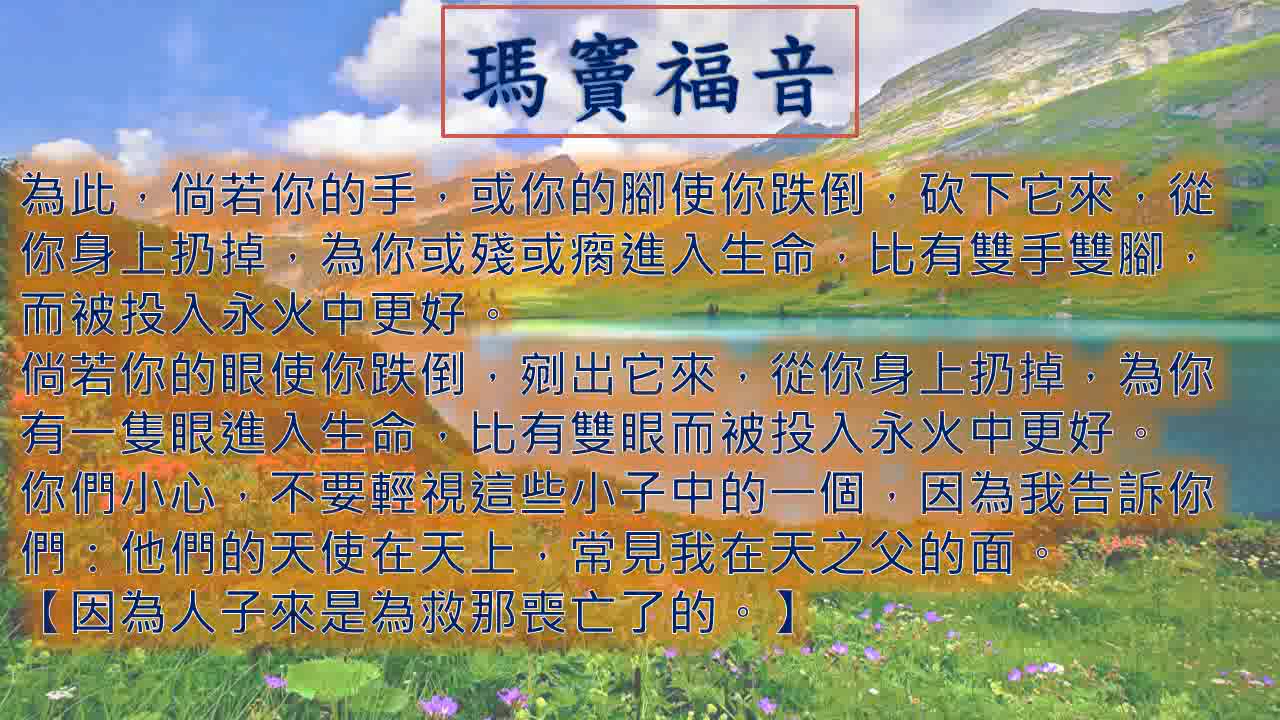 瑪竇福音
為此，倘若你的手，或你的腳使你跌倒，砍下它來，從
你身上扔掉，為你或殘或瘸進入生命，比有雙手雙腳，
而被投入永火中更好。
倘若你的眼使你跌倒，剜出它來，從你身上扔掉，為你
有一隻眼進入生命，比有雙眼而被投入永火中更好。
你們小心，不要輕視這些小子中的一個，因為我告訴你
們：他們的天使在天上，常見我在天之父的面。
【因為人子來是為救那喪亡了的。】